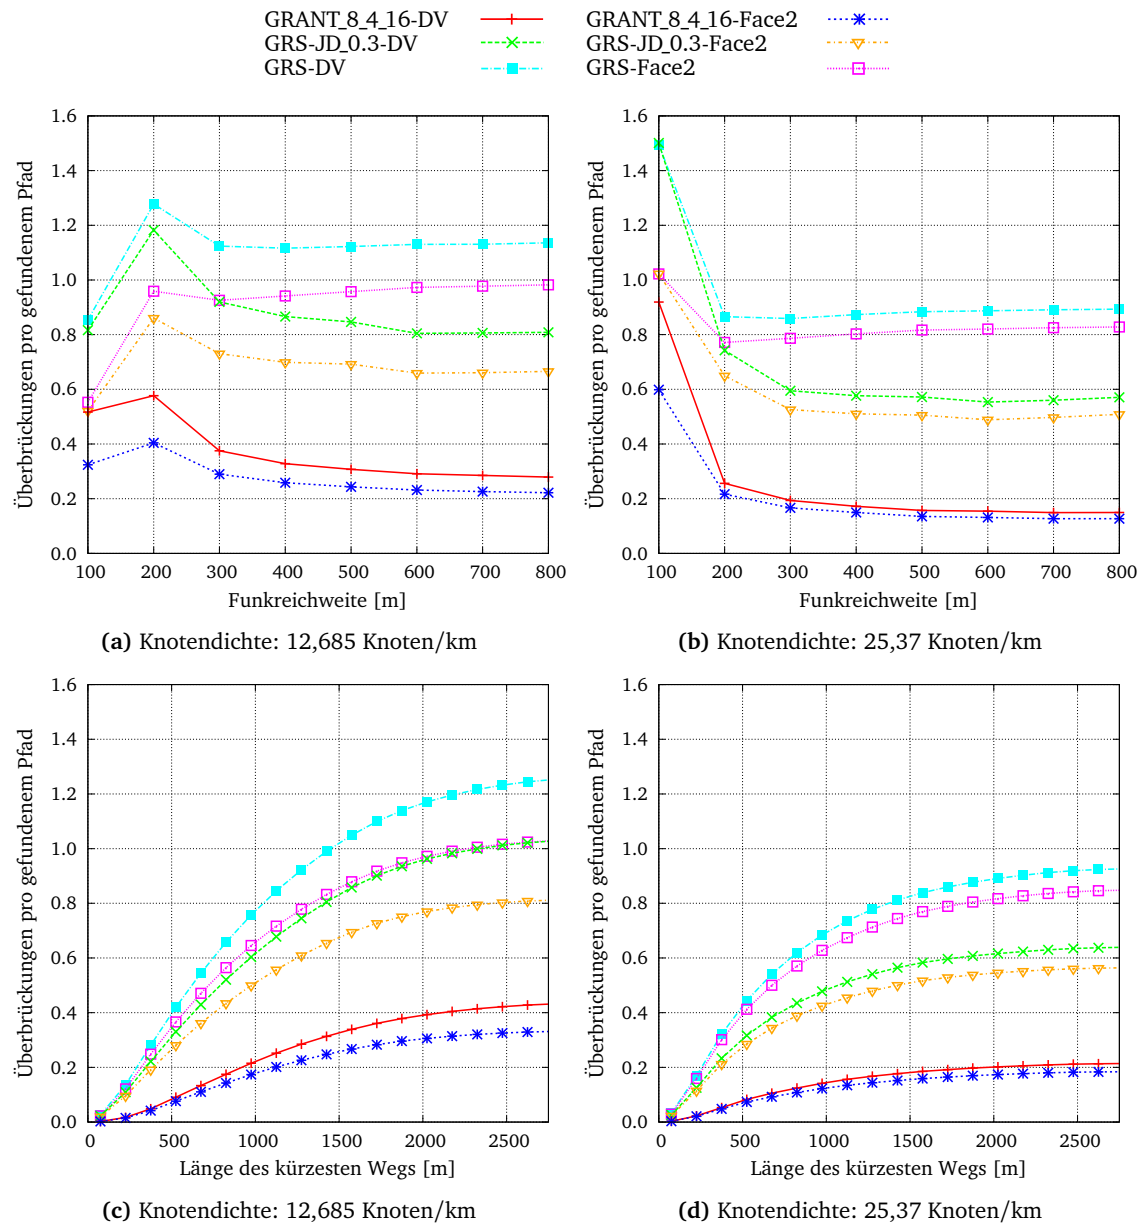 GRANT_8_4_16-DV GRANT_8_4_16-Face2
GRS-JD_0.3-DV GRS-JD_0.3-Face2
GRS-DV GRS-Face2
Überbrückungen pro gefundenem Pfad
1.6
1.4
1.2
1.0
0.8
0.6
0.4
0.2
0.0
100 200 300 400 500 600 700 800
Funkreichweite [m]
(a) Knotendichte: 12,685 Knoten/km
Überbrückungen pro gefundenem Pfad
1.6
1.4
1.2
1.0
0.8
0.6
0.4
0.2
0.0
100 200 300 400 500 600 700 800
Funkreichweite [m]
(b) Knotendichte: 25,37 Knoten/km
Überbrückungen pro gefundenem Pfad
1.6
1.4
1.2
1.0
0.8
0.6
0.4
0.2
0.0
0 500 1000 1500 2000 2500
Länge des kürzesten Wegs [m]
(c) Knotendichte: 12,685 Knoten/km
Überbrückungen pro gefundenem Pfad
1.6
1.4
1.2
1.0
0.8
0.6
0.4
0.2
0.0
0 500 1000 1500 2000 2500
Länge des kürzesten Wegs [m]
(d) Knotendichte: 25,37 Knoten/km